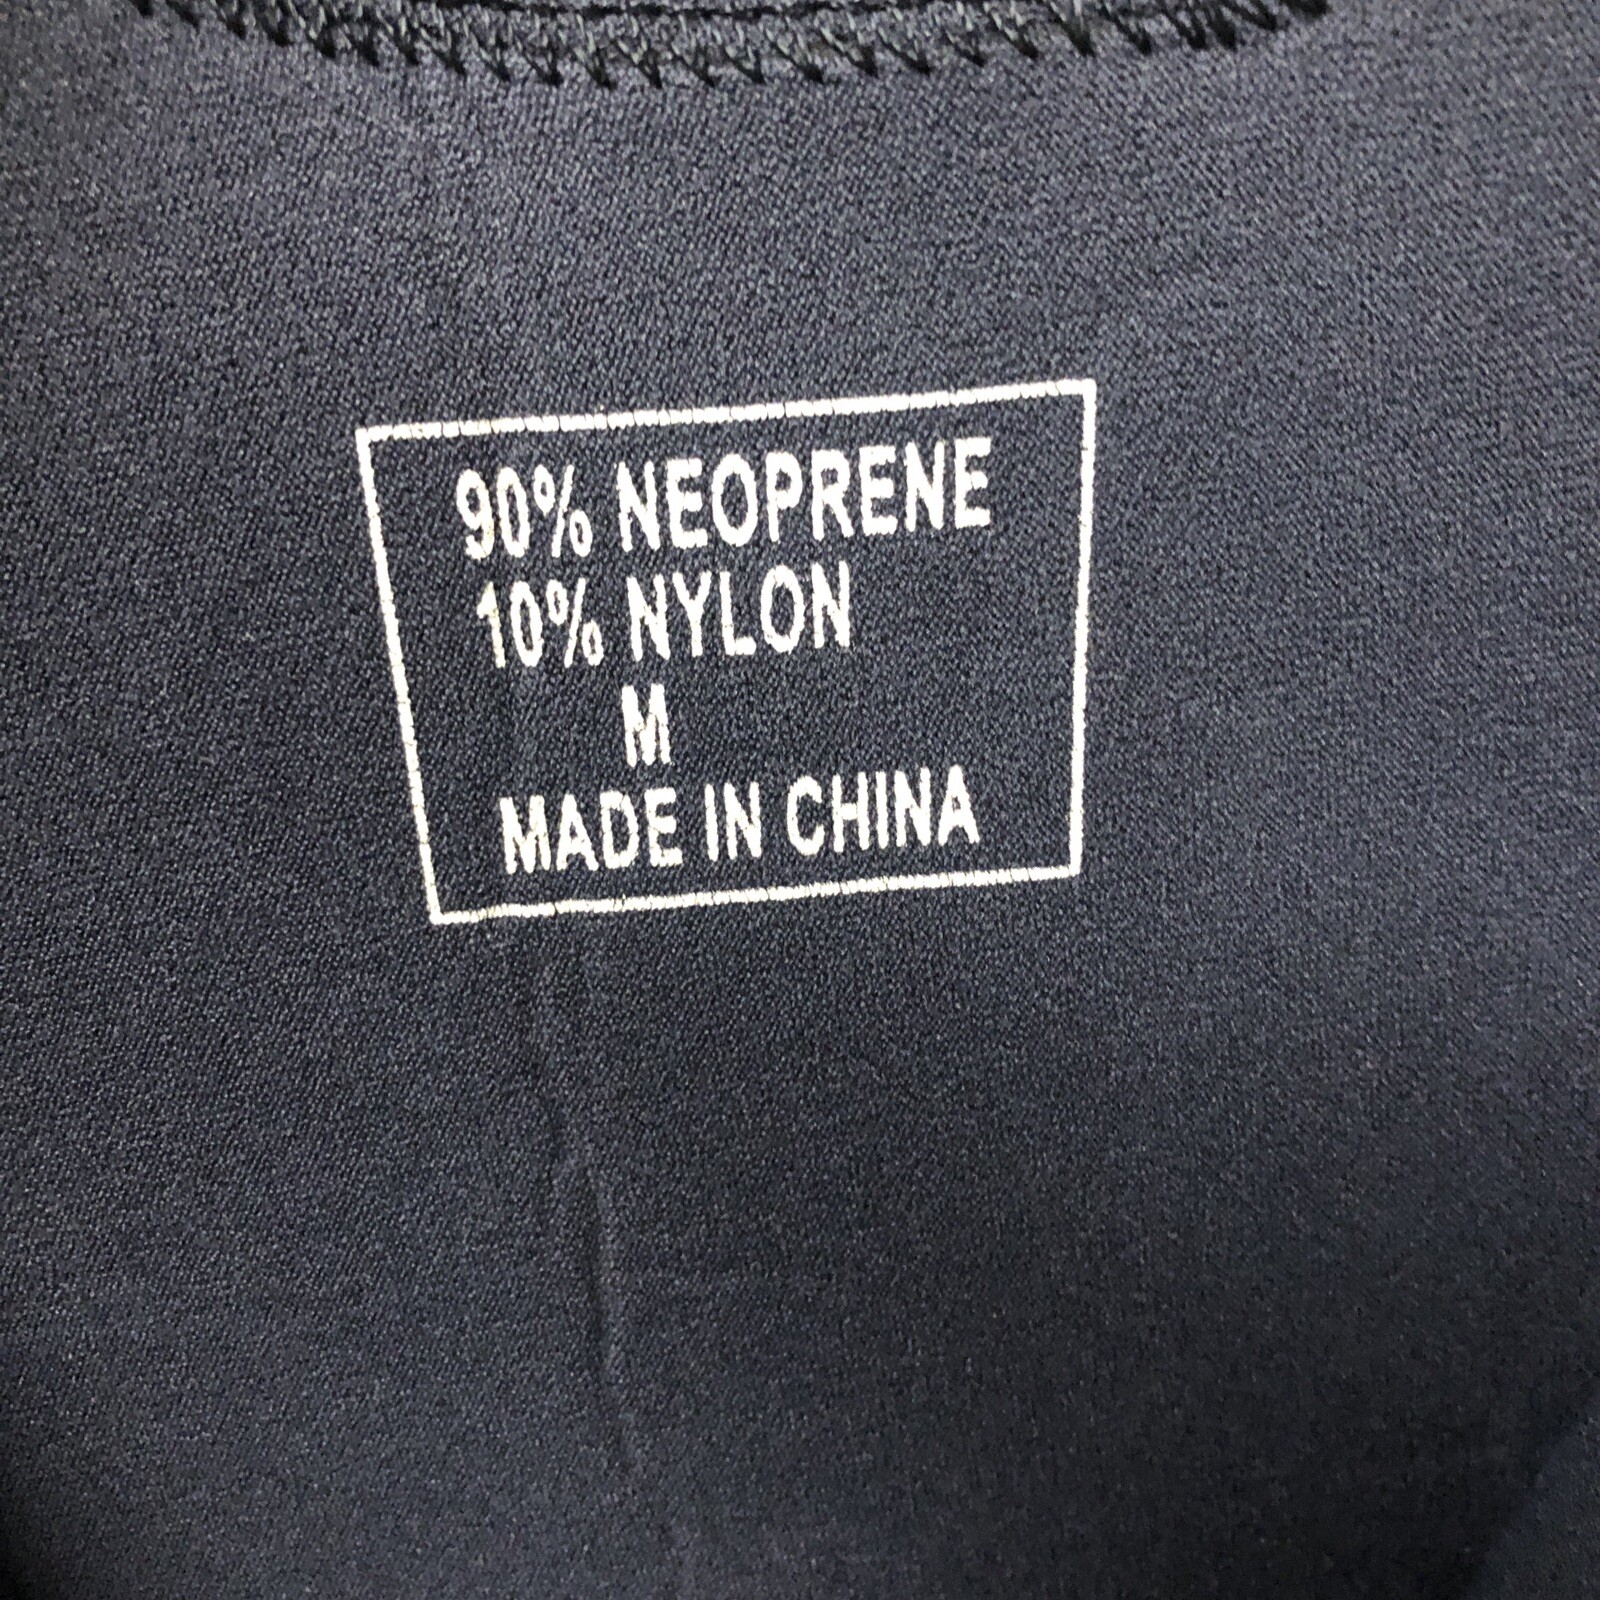 90% NEOPRENE
10% NYLON
M
MADE IN CHINA